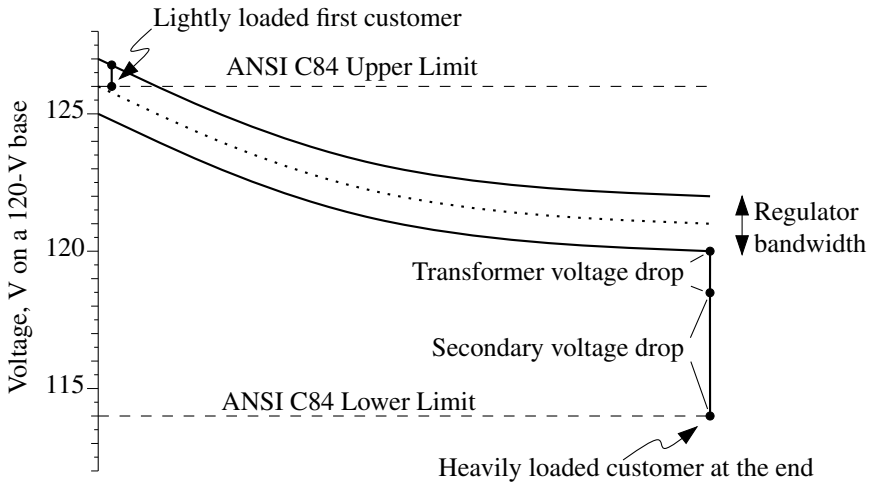 Lightly loaded first customer
ANSI C84 Upper Limit
125
Regulator
bandwidth
120
Transformer voltage drop
Secondary voltage drop
115
ANSI C84 Lower Limit
Heavily loaded customer at the end
Voltage, V on a 120-V base